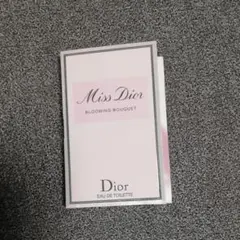 Miss Dior
BLOOMING BOUQUET
Dior
EAU DE TOILETTE